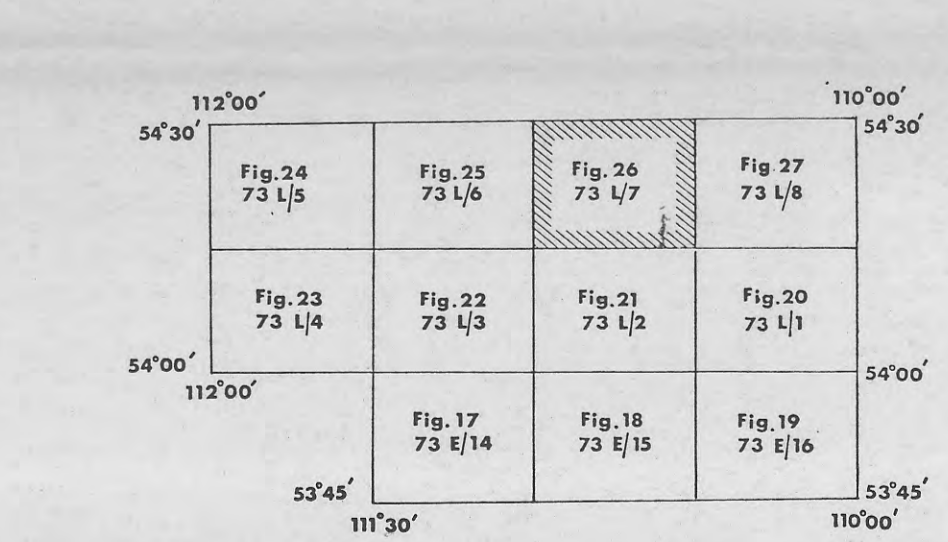 112°00′ 110°00′
54°30′ 54°30′
Fig.24 Fig.25 Fig.26 Fig.27
73 L/5 73 L/6 73 L/7 73 L/8
Fig.23 Fig.22 Fig.21 Fig.20
73 L/4 73 L/3 73 L/2 73 L/1
54°00′ 54°00′
112°00′
Fig.17 Fig.18 Fig.19
73 E/14 73 E/15 73 E/16
53°45′ 53°45′
111°30′ 110°00′